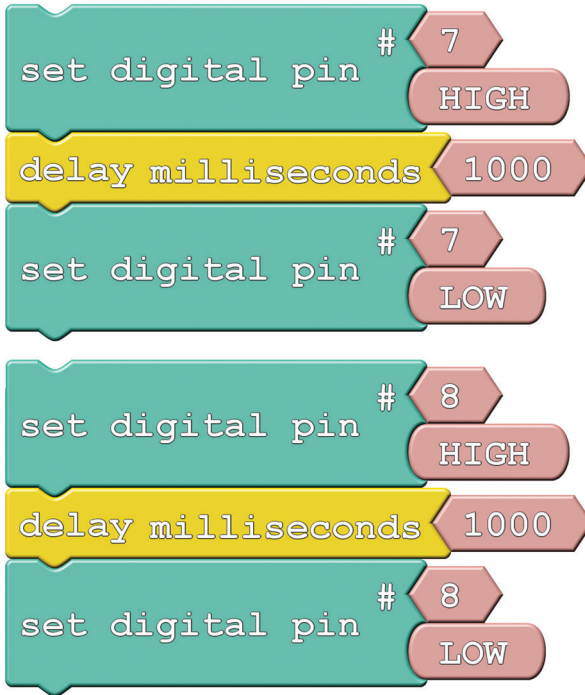 # 7
set digital pin HIGH
delay milliseconds 1000
# 7
set digital pin LOW
# 8
set digital pin HIGH
delay milliseconds 1000
# 8
set digital pin LOW